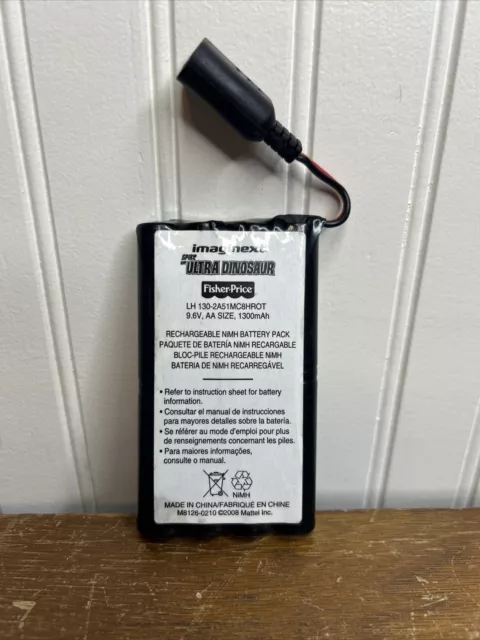 imaginext
SPIKE
THE ULTRA DINOSAUR
Fisher-Price
LH 130-2A51MC8HROT
9.6V, AA SIZE, 1300mAh
RECHARGEABLE NiMH BATTERY PACK
PAQUETE DE BATERÍA NiMH RECARGABLE
BLOC-PILE RECHARGEABLE NiMH
BATERIA DE NiMH RECARREGÁVEL
• Refer to instruction sheet for battery
information.
• Consultar el manual de instrucciones
para mayores detalles sobre la batería.
• Se référer au mode d'emploi pour plus
de renseignements concernant les piles.
• Para maiores informações,
consulte o manual.
NiMH
MADE IN CHINA/FABRIQUÉ EN CHINE
M8126-0210 ©2008 Mattel Inc.